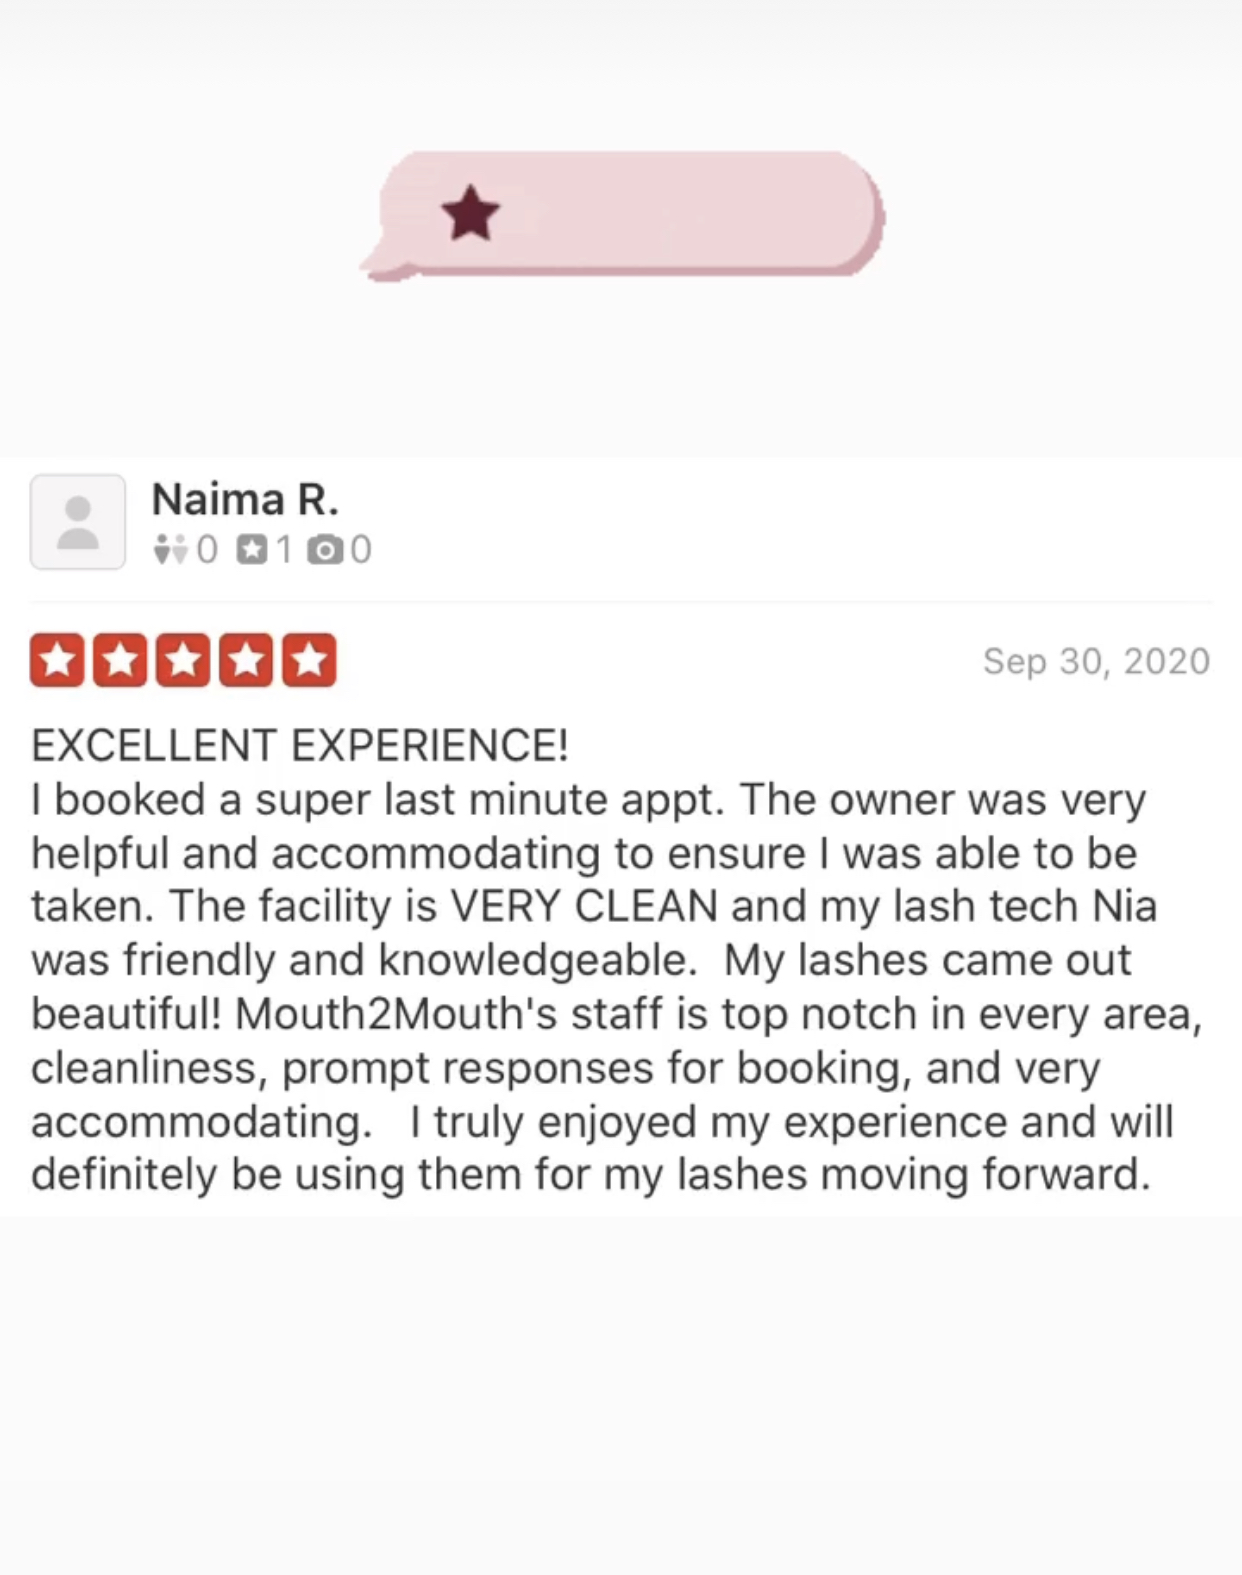 Naima R.
0 1 0
Sep 30, 2020
EXCELLENT EXPERIENCE!
I booked a super last minute appt. The owner was very
helpful and accommodating to ensure I was able to be
taken. The facility is VERY CLEAN and my lash tech Nia
was friendly and knowledgeable.  My lashes came out
beautiful! Mouth2Mouth's staff is top notch in every area,
cleanliness, prompt responses for booking, and very
accommodating.   I truly enjoyed my experience and will
definitely be using them for my lashes moving forward.